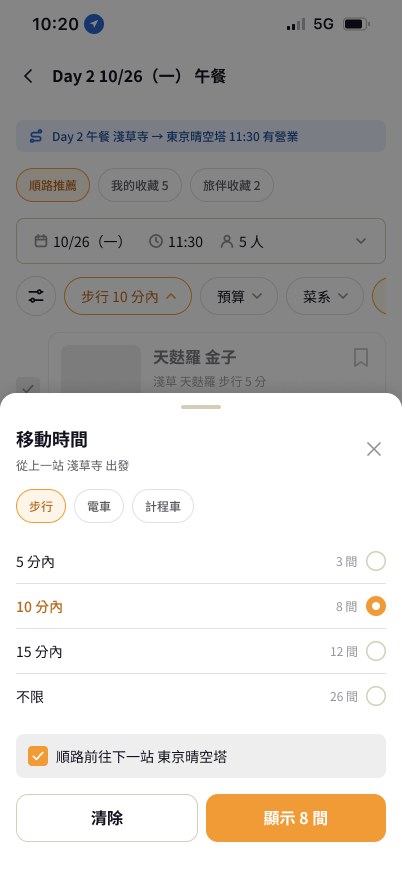 10:20
5G
Day 2 10/26（一） 午餐
Day 2 午餐 淺草寺 → 東京晴空塔 11:30 有營業
順路推薦
我的收藏 5
旅伴收藏 2
10/26（一）
11:30
5 人
步行 10 分內
預算
菜系
天麩羅 金子
淺草 天麩羅 步行 5 分
移動時間
從上一站 淺草寺 出發
步行
電車
計程車
5 分內 3 間
10 分內 8 間
15 分內 12 間
不限 26 間
順路前往下一站 東京晴空塔
清除
顯示 8 間